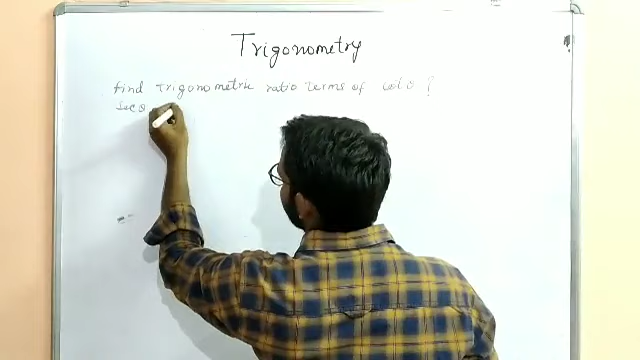 Trigonometry
find Trigonometric ratio terms of cot θ ?
Sec θ